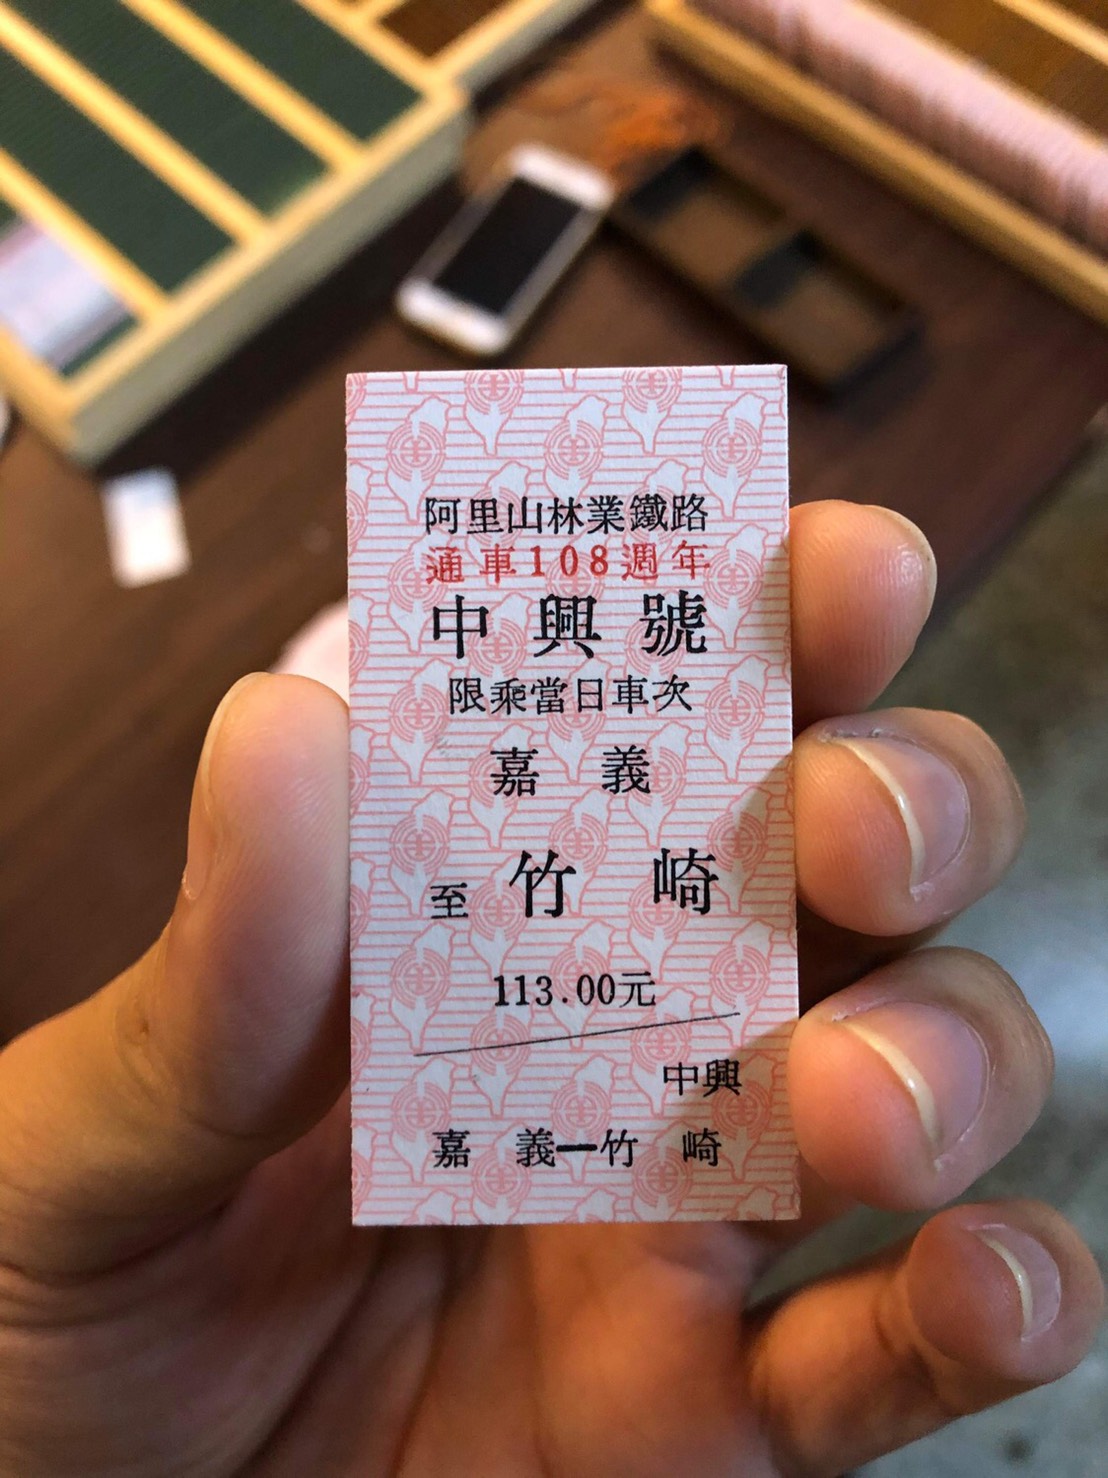 阿里山林業鐵路
通車108週年
中興號
限乘當日車次
嘉義
至竹崎
113.00元
中興
嘉義—竹崎